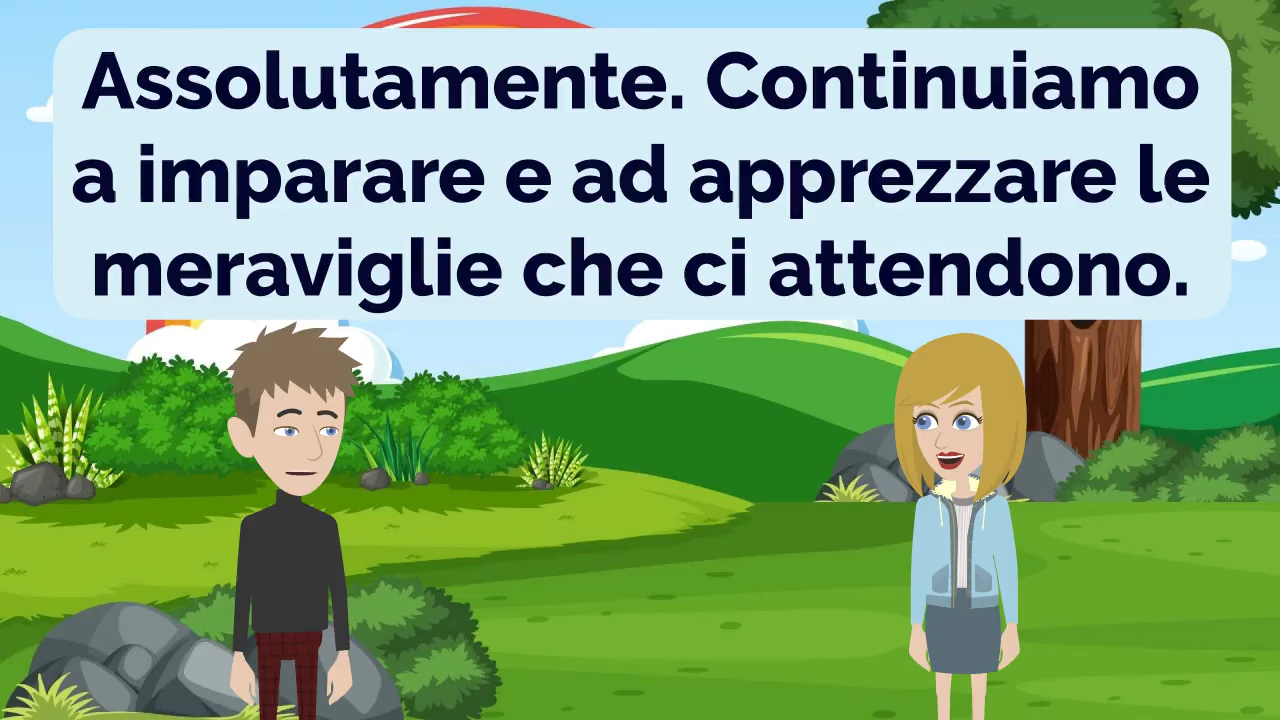 Assolutamente. Continuiamo
a imparare e ad apprezzare le
meraviglie che ci attendono.